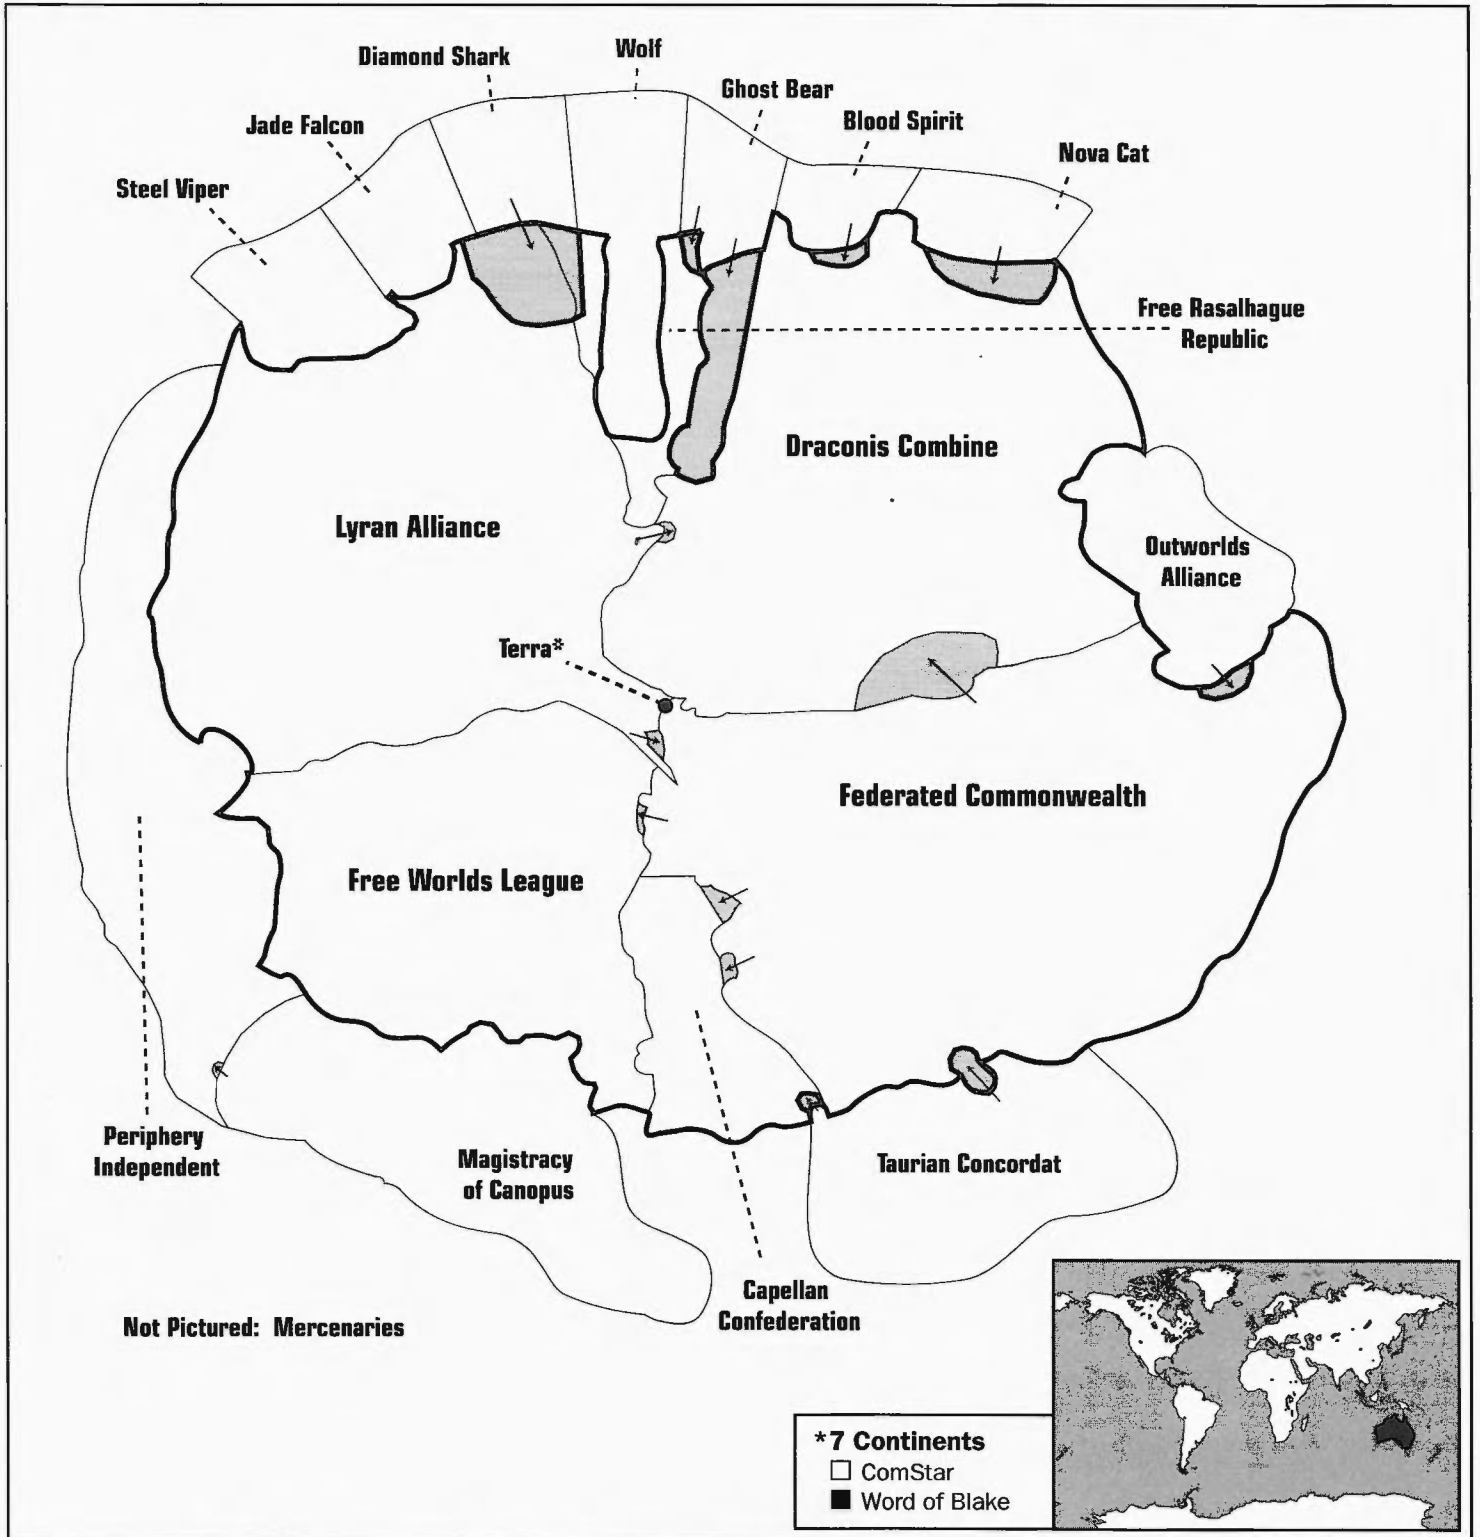 Wolf
Diamond Shark
Ghost Bear
Blood Spirit
Jade Falcon
Nova Cat
Steel Viper
Free Rasalhague
Republic
Draconis Combine
Lyran Alliance
Outworlds
Alliance
Terra*
Federated Commonwealth
Free Worlds League
Periphery
Independent
Magistracy
of Canopus
Taurian Concordat
Capellan
Confederation
Not Pictured: Mercenaries
*7 Continents
ComStar
Word of Blake